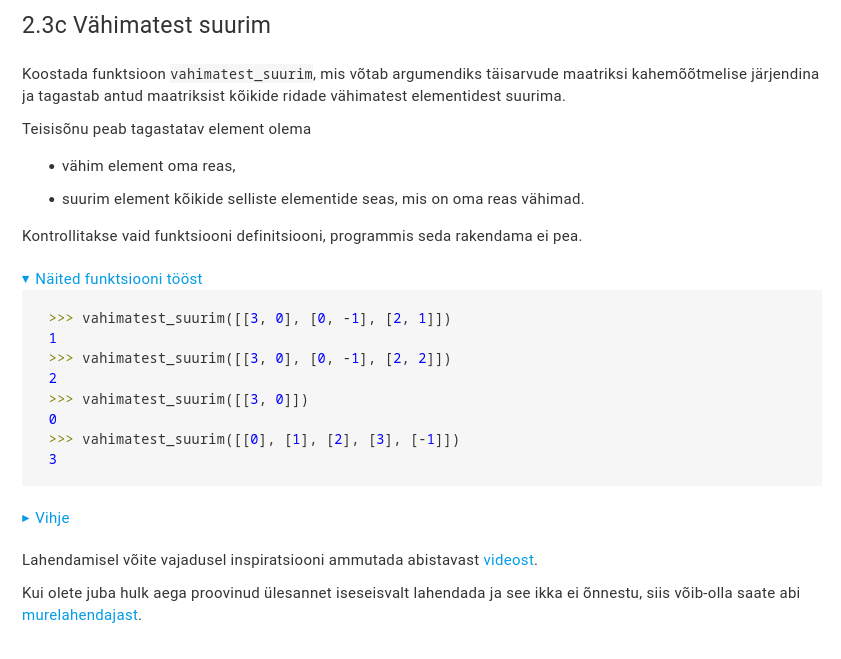 2.3c Vähimatest suurim
Koostada funktsioon vahimatest_suurim, mis võtab argumendiks täisarvude maatriksi kahemõõtmelise järjendina
ja tagastab antud maatriksist kõikide ridade vähimatest elementidest suurima.
Teisisõnu peab tagastatav element olema
• vähim element oma reas,
• suurim element kõikide selliste elementide seas, mis on oma reas vähimad.
Kontrollitakse vaid funktsiooni definitsiooni, programmis seda rakendama ei pea.
▾ Näited funktsiooni tööst
>>> vahimatest_suurim([[3, 0], [0, -1], [2, 1]])
1
>>> vahimatest_suurim([[3, 0], [0, -1], [2, 2]])
2
>>> vahimatest_suurim([[3, 0]])
0
>>> vahimatest_suurim([[0], [1], [2], [3], [-1]])
3
▸ Vihje
Lahendamisel võite vajadusel inspiratsiooni ammutada abistavast videost.
Kui olete juba hulk aega proovinud ülesannet iseseisvalt lahendada ja see ikka ei õnnestu, siis võib-olla saate abi
murelahendajast.